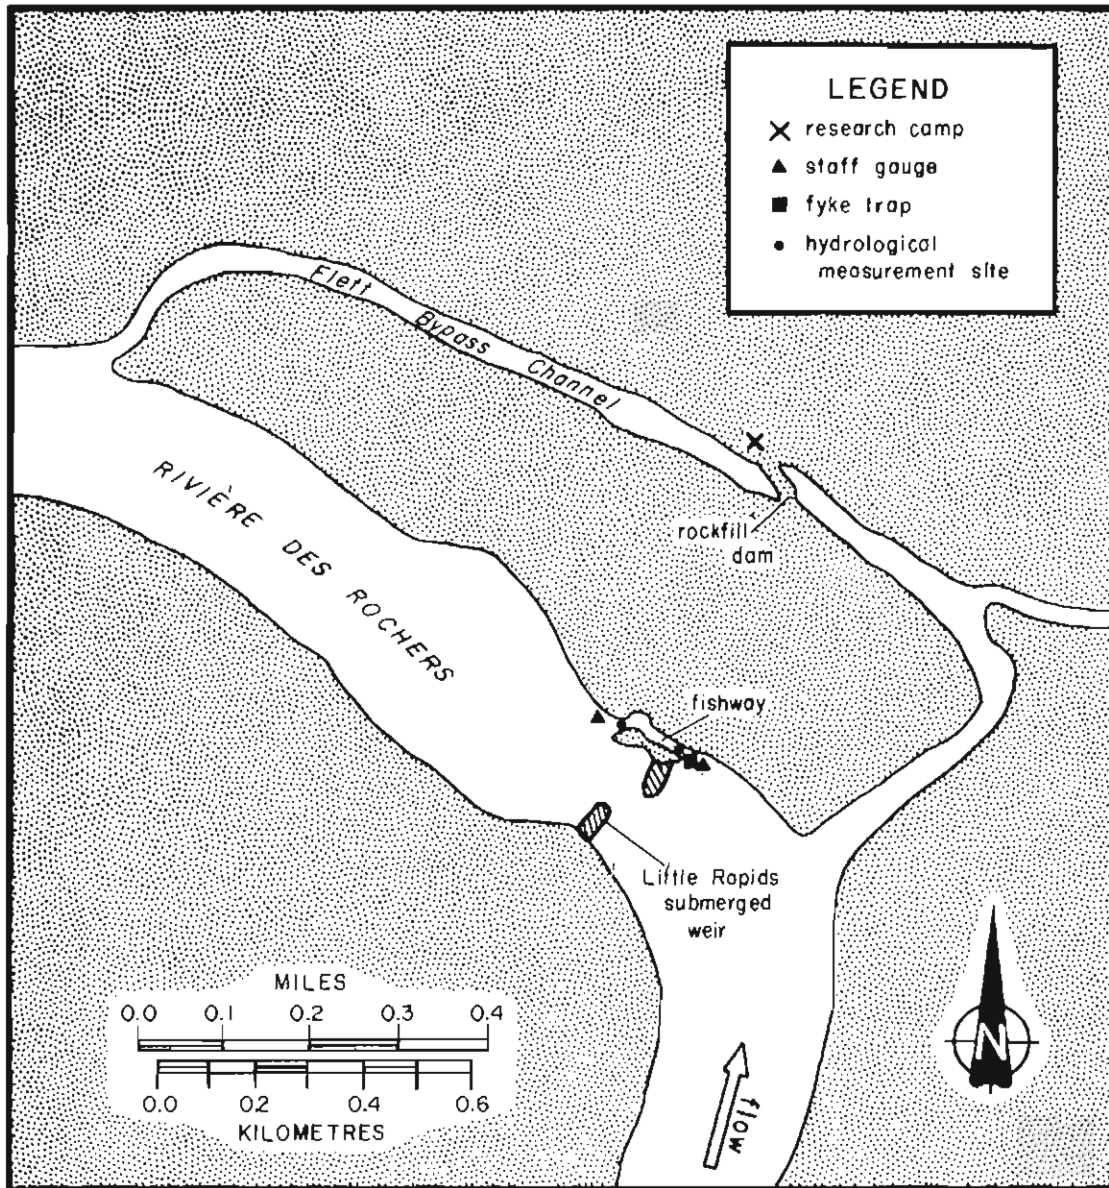 LEGEND
research camp
staff gauge
fyke trap
hydrological
measurement site
Flett Bypass Channel
rockfill
dam
RIVIÈRE DES ROCHERS
fishway
Little Rapids
submerged
weir
MILES
0.0 0.1 0.2 0.3 0.4
0.0 0.2 0.4 0.6
KILOMETRES
flow
N